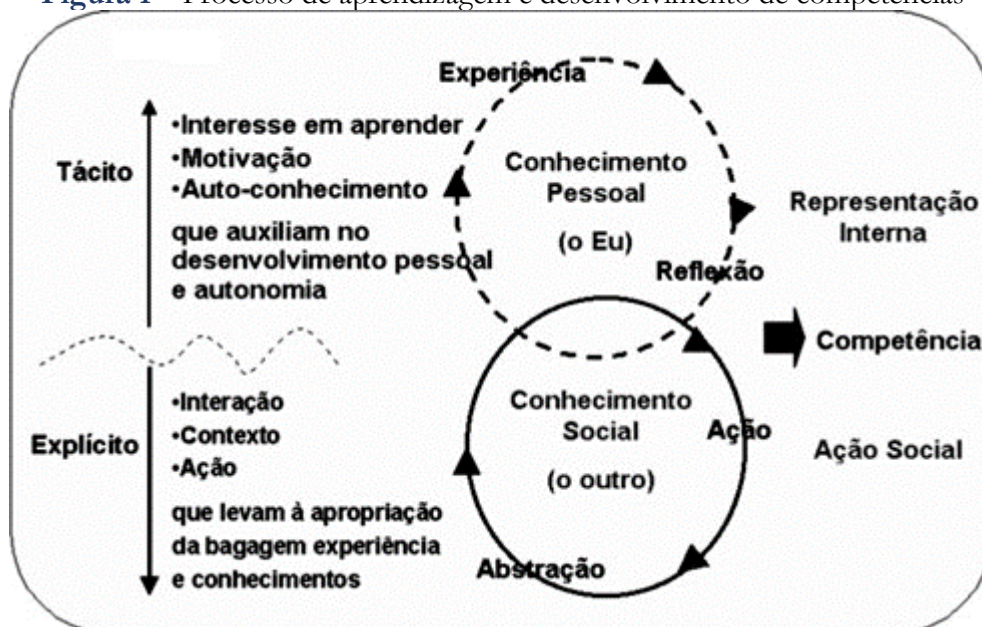 Figura 1 - Processo de aprendizagem e desenvolvimento de competências
Experiência
Tácito
•Interesse em aprender
•Motivação
•Auto-conhecimento
que auxiliam no
desenvolvimento pessoal
e autonomia
Conhecimento
Pessoal
(o Eu)
Reflexão
Representação
Interna
Competência
Explícito
•Interação
•Contexto
•Ação
que levam à apropriação
da bagagem experiência
e conhecimentos
Conhecimento
Social
(o outro)
Ação
Abstração
Ação Social